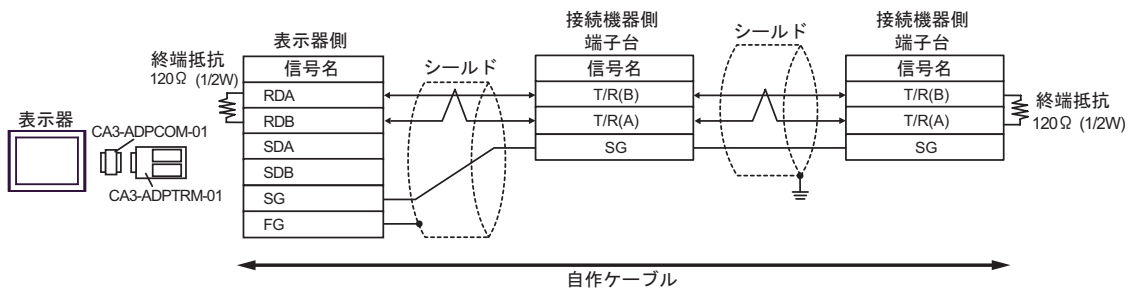 表示器
CA3-ADPCOM-01
CA3-ADPTRM-01
終端抵抗
120Ω (1/2W)
表示器側
信号名
RDA
RDB
SDA
SDB
SG
FG
シールド
接続機器側
端子台
信号名
T/R(B)
T/R(A)
SG
シールド
接続機器側
端子台
信号名
T/R(B)
T/R(A)
SG
終端抵抗
120Ω (1/2W)
自作ケーブル